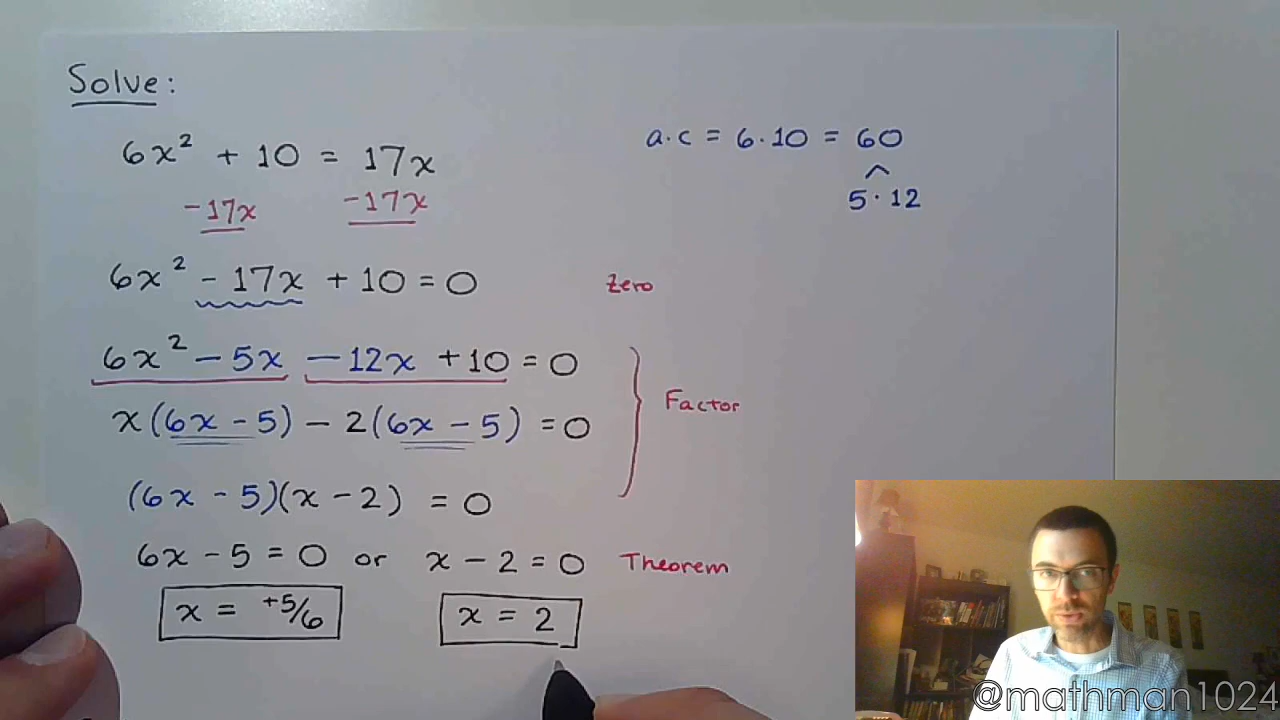 Solve:
6x² + 10 = 17x
-17x -17x
6x² - 17x + 10 = 0
6x² - 5x - 12x + 10 = 0
x(6x - 5) - 2(6x - 5) = 0
(6x - 5)(x - 2) = 0
6x - 5 = 0 or x - 2 = 0
x = +5/6
x = 2
a·c = 6·10 = 60
5·12
Zero
Factor
Theorem
@mathman1024